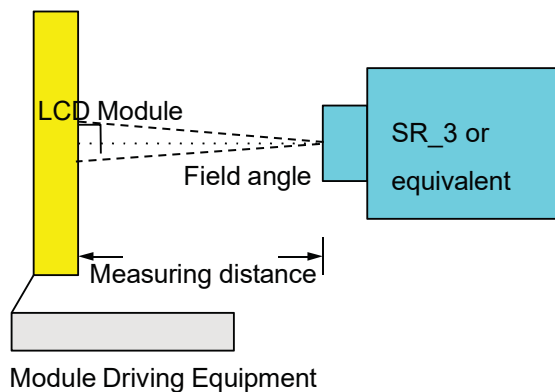 LCD Module
SR_3 or
equivalent
Field angle
Measuring distance
Module Driving Equipment